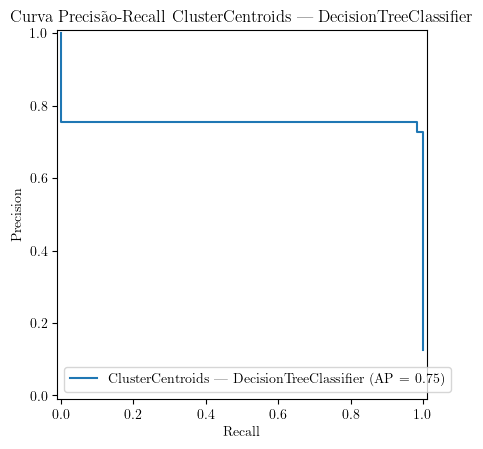 Curva Precisão-Recall ClusterCentroids — DecisionTreeClassifier
1.0
0.8
0.6
0.4
0.2
0.0
Precision
ClusterCentroids — DecisionTreeClassifier (AP = 0.75)
0.0 0.2 0.4 0.6 0.8 1.0
Recall